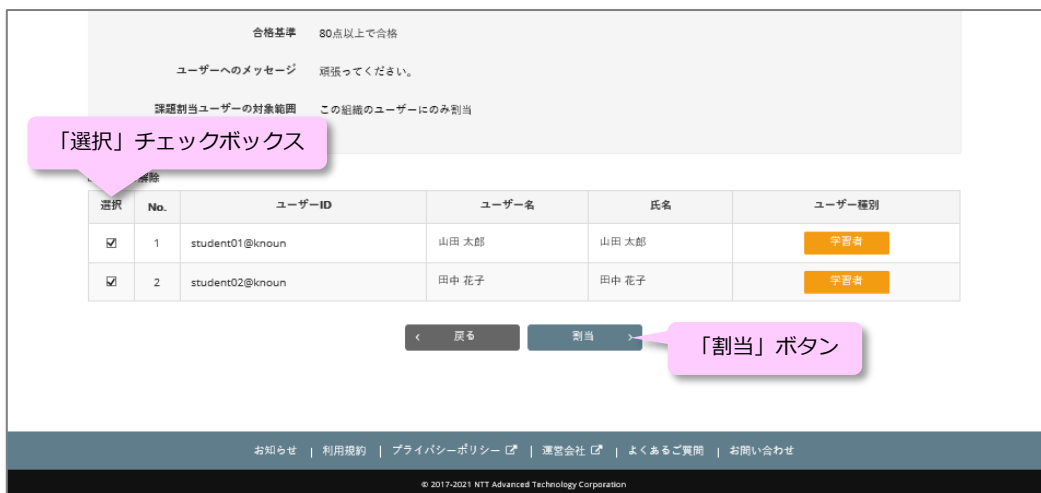 合格基準 80点以上で合格
ユーザーへのメッセージ 頑張ってください。
課題割当ユーザーの対象範囲 この組織のユーザーにのみ割当
「選択」チェックボックス
解除
選択 No. ユーザーID ユーザー名 氏名 ユーザー種別
1 student01@knoun 山田 太郎 山田 太郎 学習者
2 student02@knoun 田中 花子 田中 花子 学習者
‹ 戻る 割当 ›
「割当」ボタン
お知らせ | 利用規約 | プライバシーポリシー | 運営会社 | よくあるご質問 | お問い合わせ
© 2017-2021 NTT Advanced Technology Corporation